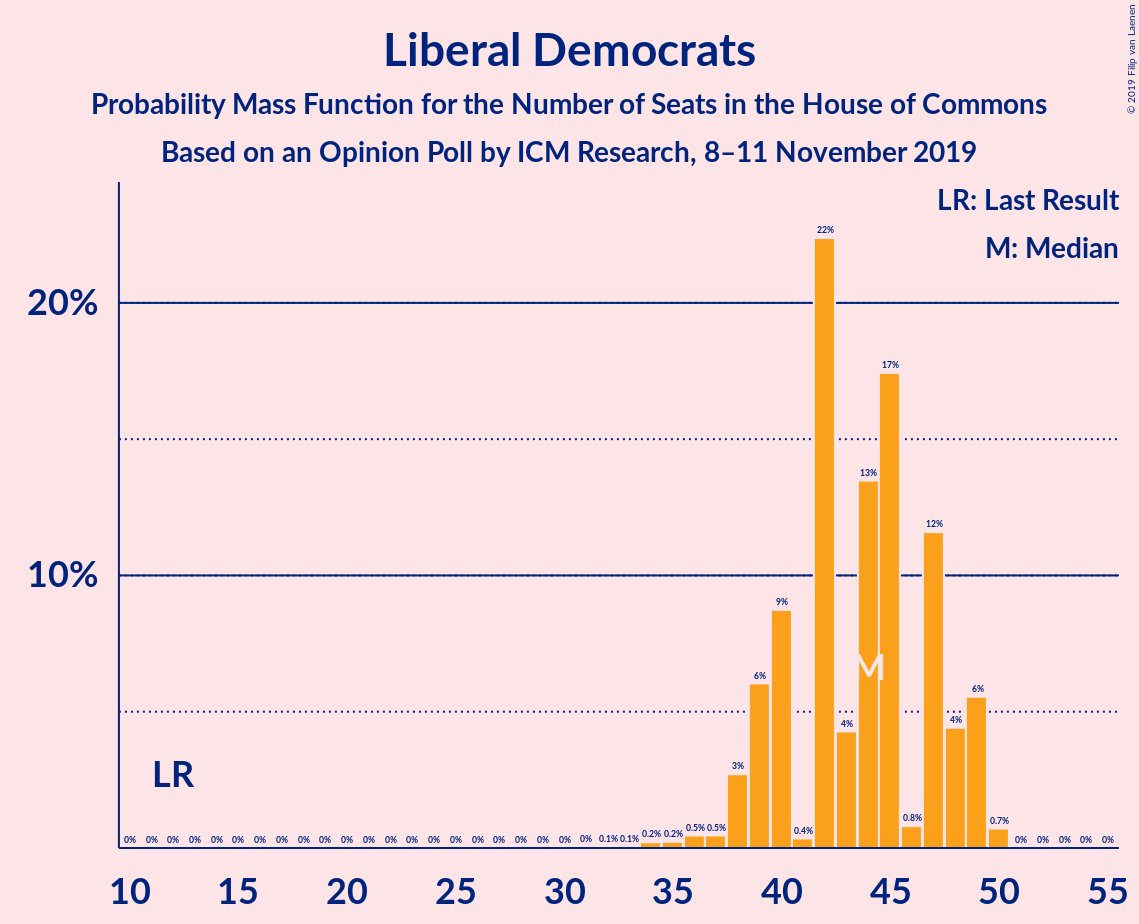 Liberal Democrats
Probability Mass Function for the Number of Seats in the House of Commons
Based on an Opinion Poll by ICM Research, 8–11 November 2019
© 2019 Filip van Laenen
LR: Last Result
M: Median
20%
10%
22%
17%
13%
12%
9%
6%
6%
4%
4%
3%
M
LR
0% 0% 0% 0% 0% 0% 0% 0% 0% 0% 0% 0% 0% 0% 0% 0% 0% 0% 0% 0% 0% 0% 0.1% 0.1% 0.2% 0.2% 0.5% 0.5% 0.4% 0.8% 0.7% 0% 0% 0% 0% 0%
10 15 20 25 30 35 40 45 50 55